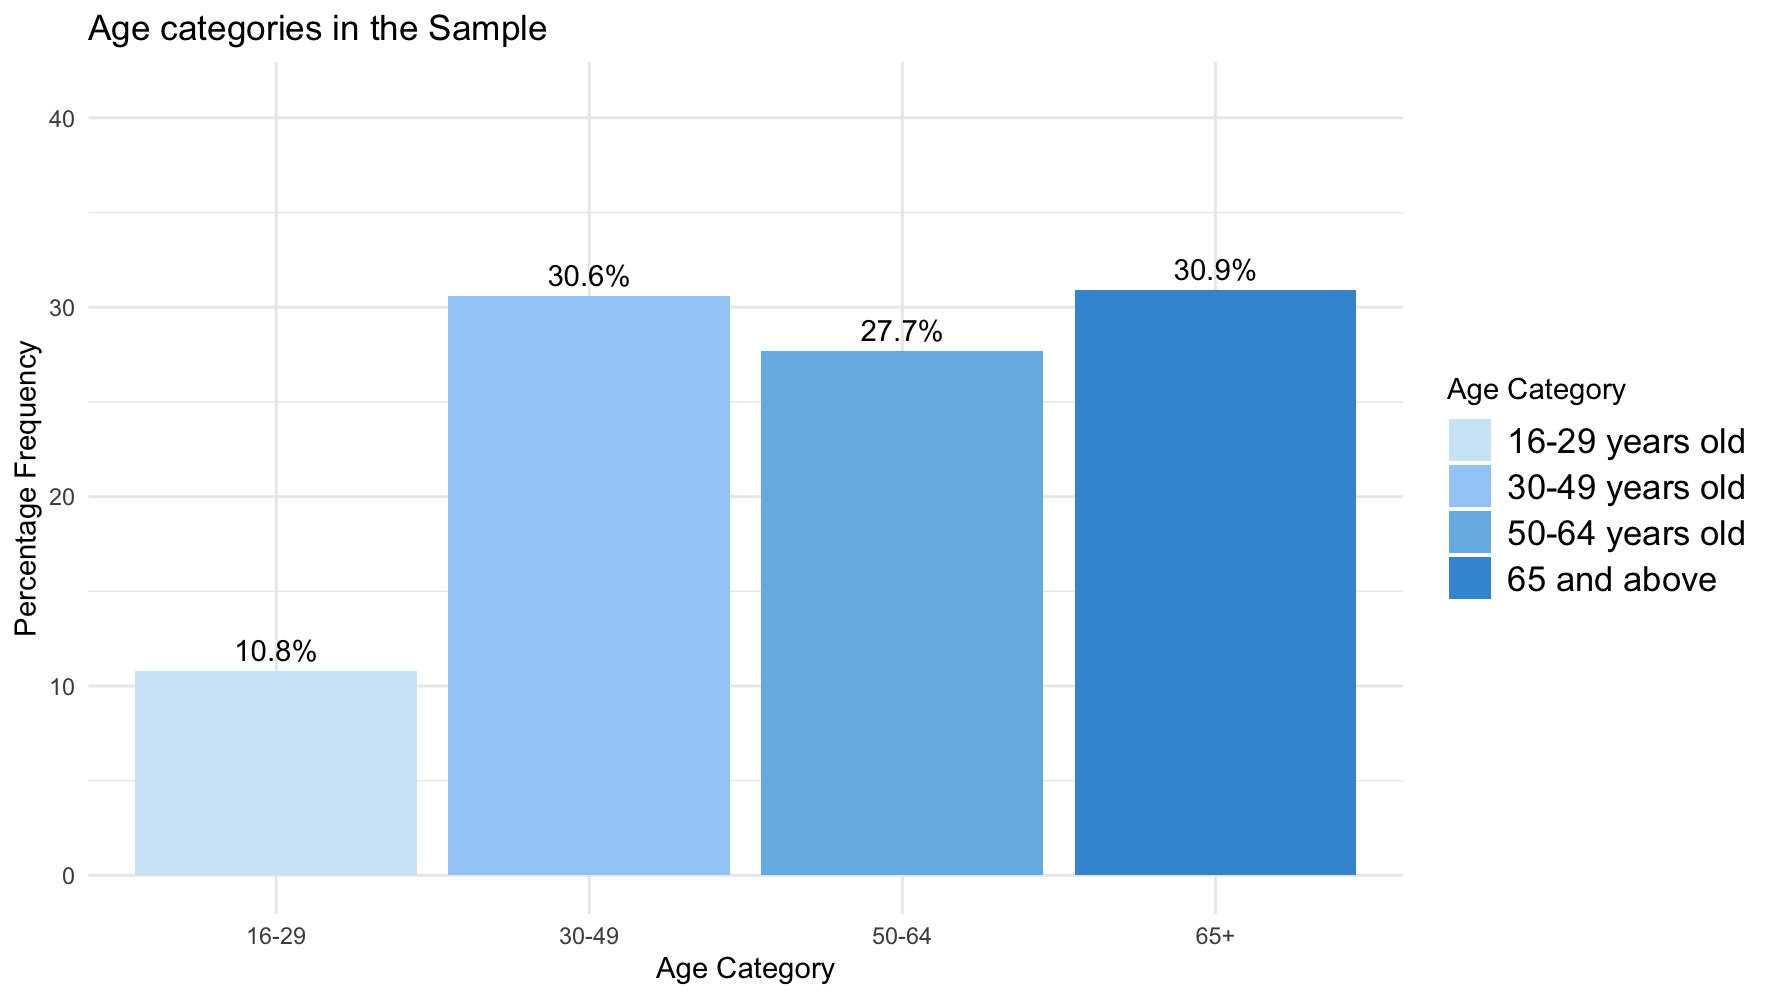 Age categories in the Sample
Percentage Frequency
40
30
20
10
0
10.8%
30.6%
27.7%
30.9%
16-29
30-49
50-64
65+
Age Category
Age Category
16-29 years old
30-49 years old
50-64 years old
65 and above